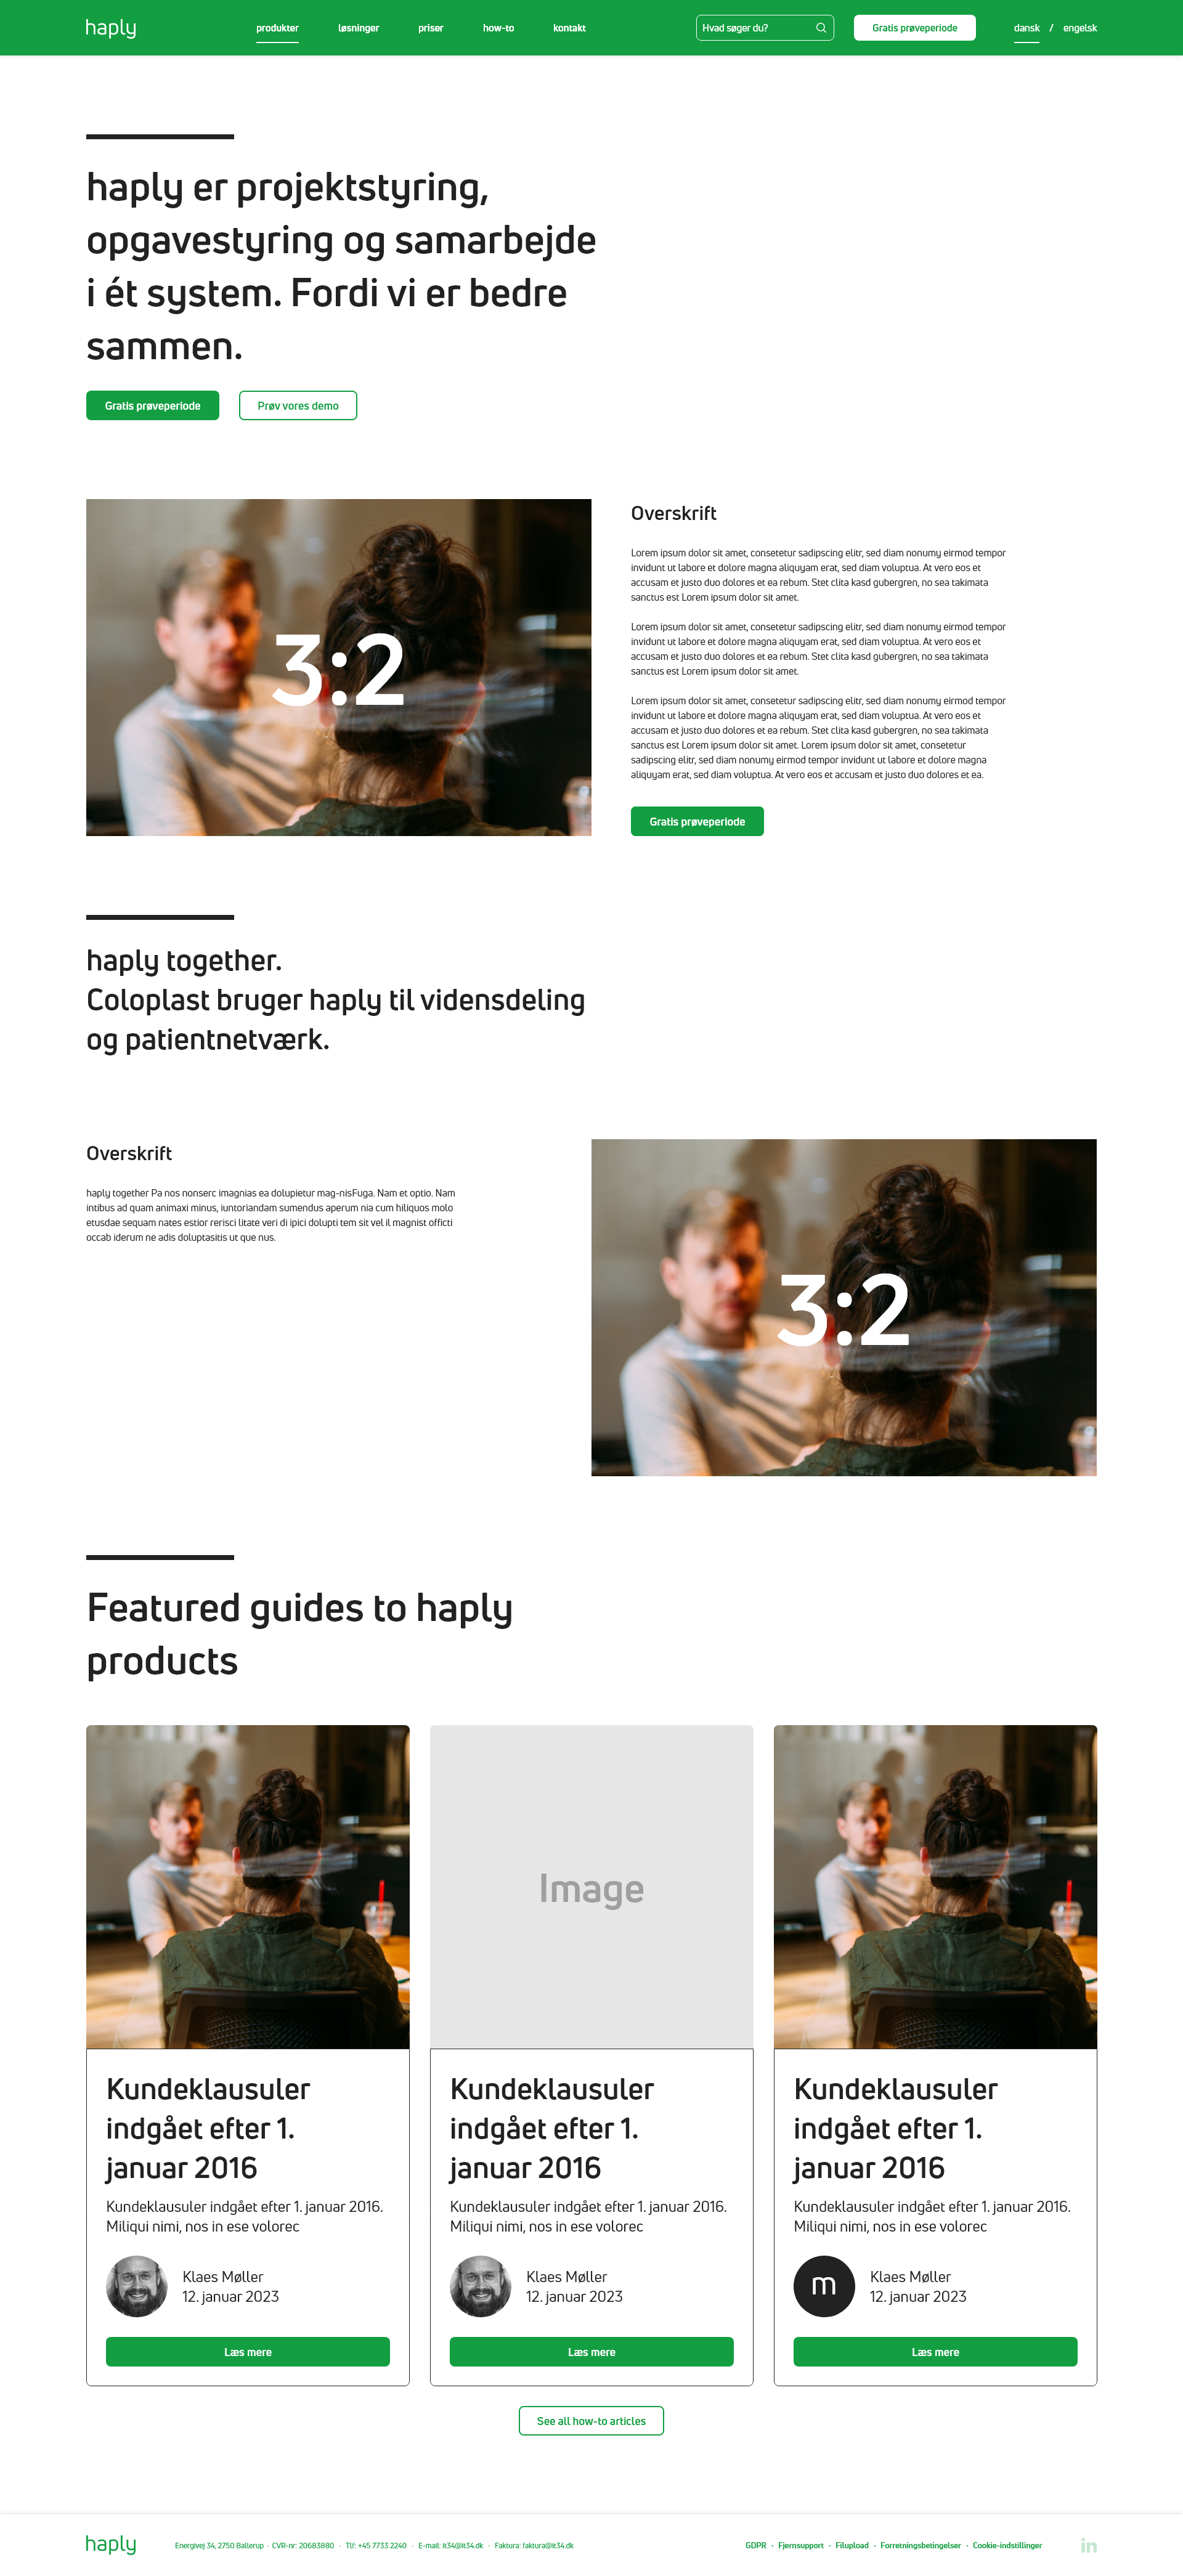 haply
produkter
løsninger
priser
how-to
kontakt
Hvad søger du?
Gratis prøveperiode
dansk / engelsk
haply er projektstyring,
opgavestyring og samarbejde
i ét system. Fordi vi er bedre
sammen.
Gratis prøveperiode
Prøv vores demo
3:2
Overskrift
Lorem ipsum dolor sit amet, consetetur sadipscing elitr, sed diam nonumy eirmod tempor
invidunt ut labore et dolore magna aliquyam erat, sed diam voluptua. At vero eos et
accusam et justo duo dolores et ea rebum. Stet clita kasd gubergren, no sea takimata
sanctus est Lorem ipsum dolor sit amet.
Lorem ipsum dolor sit amet, consetetur sadipscing elitr, sed diam nonumy eirmod tempor
invidunt ut labore et dolore magna aliquyam erat, sed diam voluptua. At vero eos et
accusam et justo duo dolores et ea rebum. Stet clita kasd gubergren, no sea takimata
sanctus est Lorem ipsum dolor sit amet.
Lorem ipsum dolor sit amet, consetetur sadipscing elitr, sed diam nonumy eirmod tempor
invidunt ut labore et dolore magna aliquyam erat, sed diam voluptua. At vero eos et
accusam et justo duo dolores et ea rebum. Stet clita kasd gubergren, no sea takimata
sanctus est Lorem ipsum dolor sit amet. Lorem ipsum dolor sit amet, consetetur
sadipscing elitr, sed diam nonumy eirmod tempor invidunt ut labore et dolore magna
aliquyam erat, sed diam voluptua. At vero eos et accusam et justo duo dolores et ea.
Gratis prøveperiode
haply together.
Coloplast bruger haply til vidensdeling
og patientnetværk.
Overskrift
haply together Pa nos nonserc imagnias ea dolupietur mag-nisFuga. Nam et optio. Nam
intibus ad quam animaxi minus, iuntoriandam sumendus aperum nia cum hiliquos molo
etusdae sequam nates estior rerisci litate veri di ipici dolupti tem sit vel il magnist officti
occab iderum ne adis doluptasitis ut que nus.
3:2
Featured guides to haply
products
Image
Kundeklausuler
indgået efter 1.
januar 2016
Kundeklausuler indgået efter 1. januar 2016.
Miliqui nimi, nos in ese volorec
Klaes Møller
12. januar 2023
Læs mere
Kundeklausuler
indgået efter 1.
januar 2016
Kundeklausuler indgået efter 1. januar 2016.
Miliqui nimi, nos in ese volorec
Klaes Møller
12. januar 2023
Læs mere
Kundeklausuler
indgået efter 1.
januar 2016
Kundeklausuler indgået efter 1. januar 2016.
Miliqui nimi, nos in ese volorec
m
Klaes Møller
12. januar 2023
Læs mere
See all how-to articles
haply
Energivej 34, 2750 Ballerup · CVR-nr: 20683880 · Tlf: +45 7733 2240 · E-mail: it34@it34.dk · Faktura: faktura@it34.dk
GDPR · Fjernsupport · Filupload · Forretningsbetingelser · Cookie-indstillinger
in